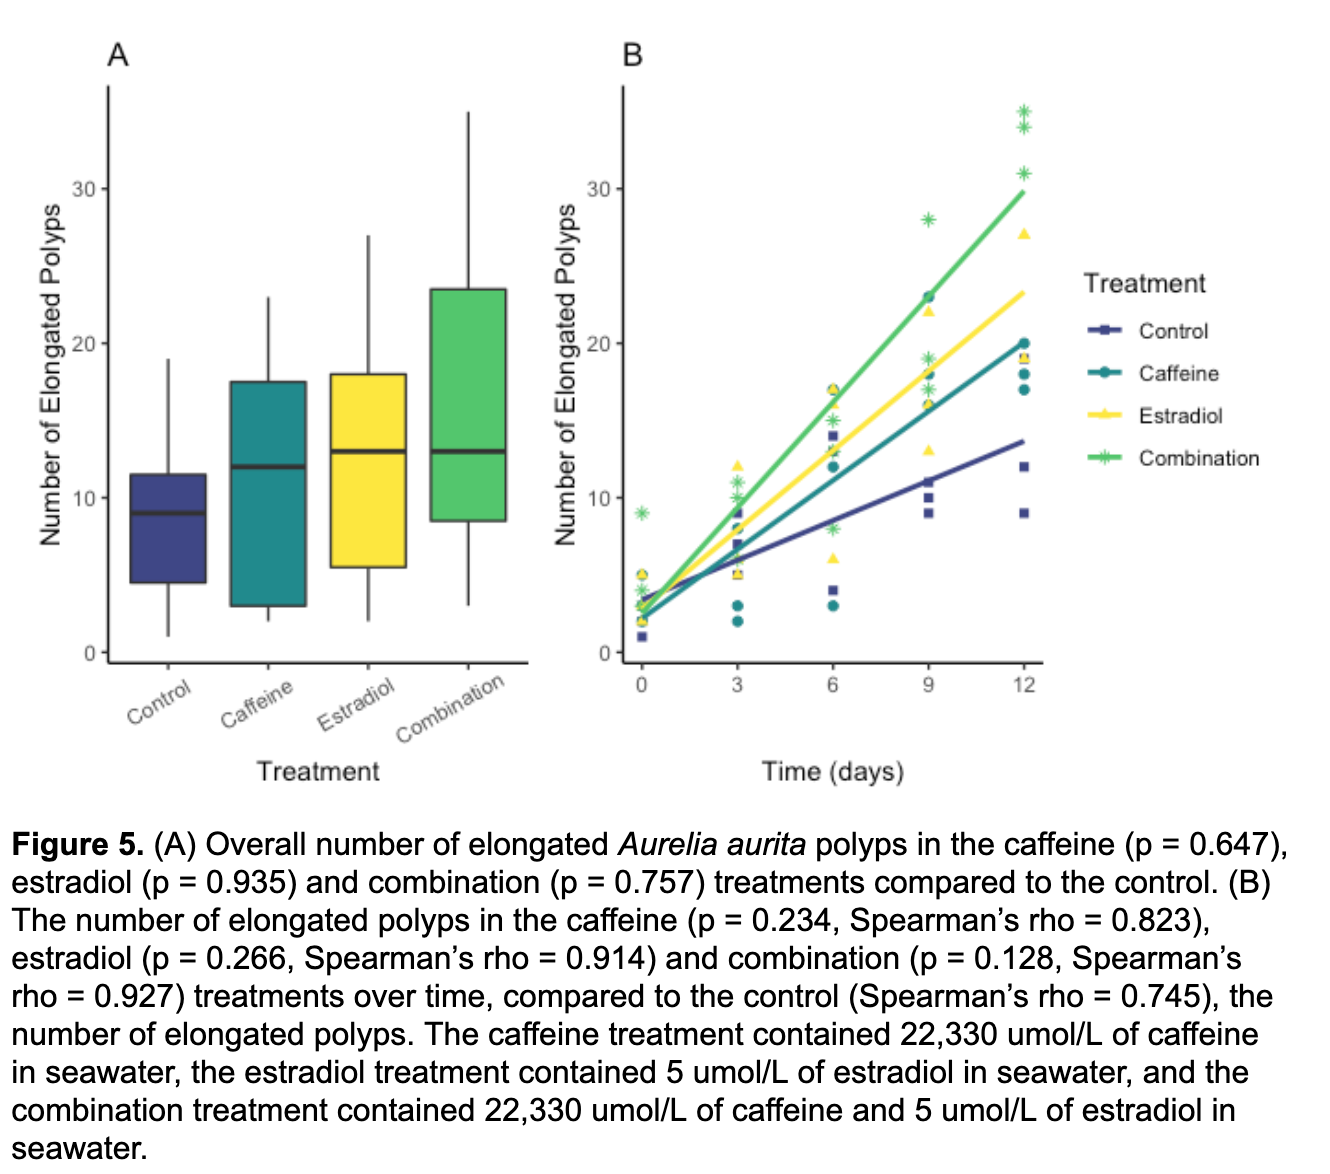 A
B
Number of Elongated Polyps
30
20
10
0
Control
Caffeine
Estradiol
Combination
Treatment
Number of Elongated Polyps
30
20
10
0
0 3 6 9 12
Time (days)
Treatment
Control
Caffeine
Estradiol
Combination
Figure 5. (A) Overall number of elongated Aurelia aurita polyps in the caffeine (p = 0.647),
estradiol (p = 0.935) and combination (p = 0.757) treatments compared to the control. (B)
The number of elongated polyps in the caffeine (p = 0.234, Spearman’s rho = 0.823),
estradiol (p = 0.266, Spearman’s rho = 0.914) and combination (p = 0.128, Spearman’s
rho = 0.927) treatments over time, compared to the control (Spearman’s rho = 0.745), the
number of elongated polyps. The caffeine treatment contained 22,330 umol/L of caffeine
in seawater, the estradiol treatment contained 5 umol/L of estradiol in seawater, and the
combination treatment contained 22,330 umol/L of caffeine and 5 umol/L of estradiol in
seawater.